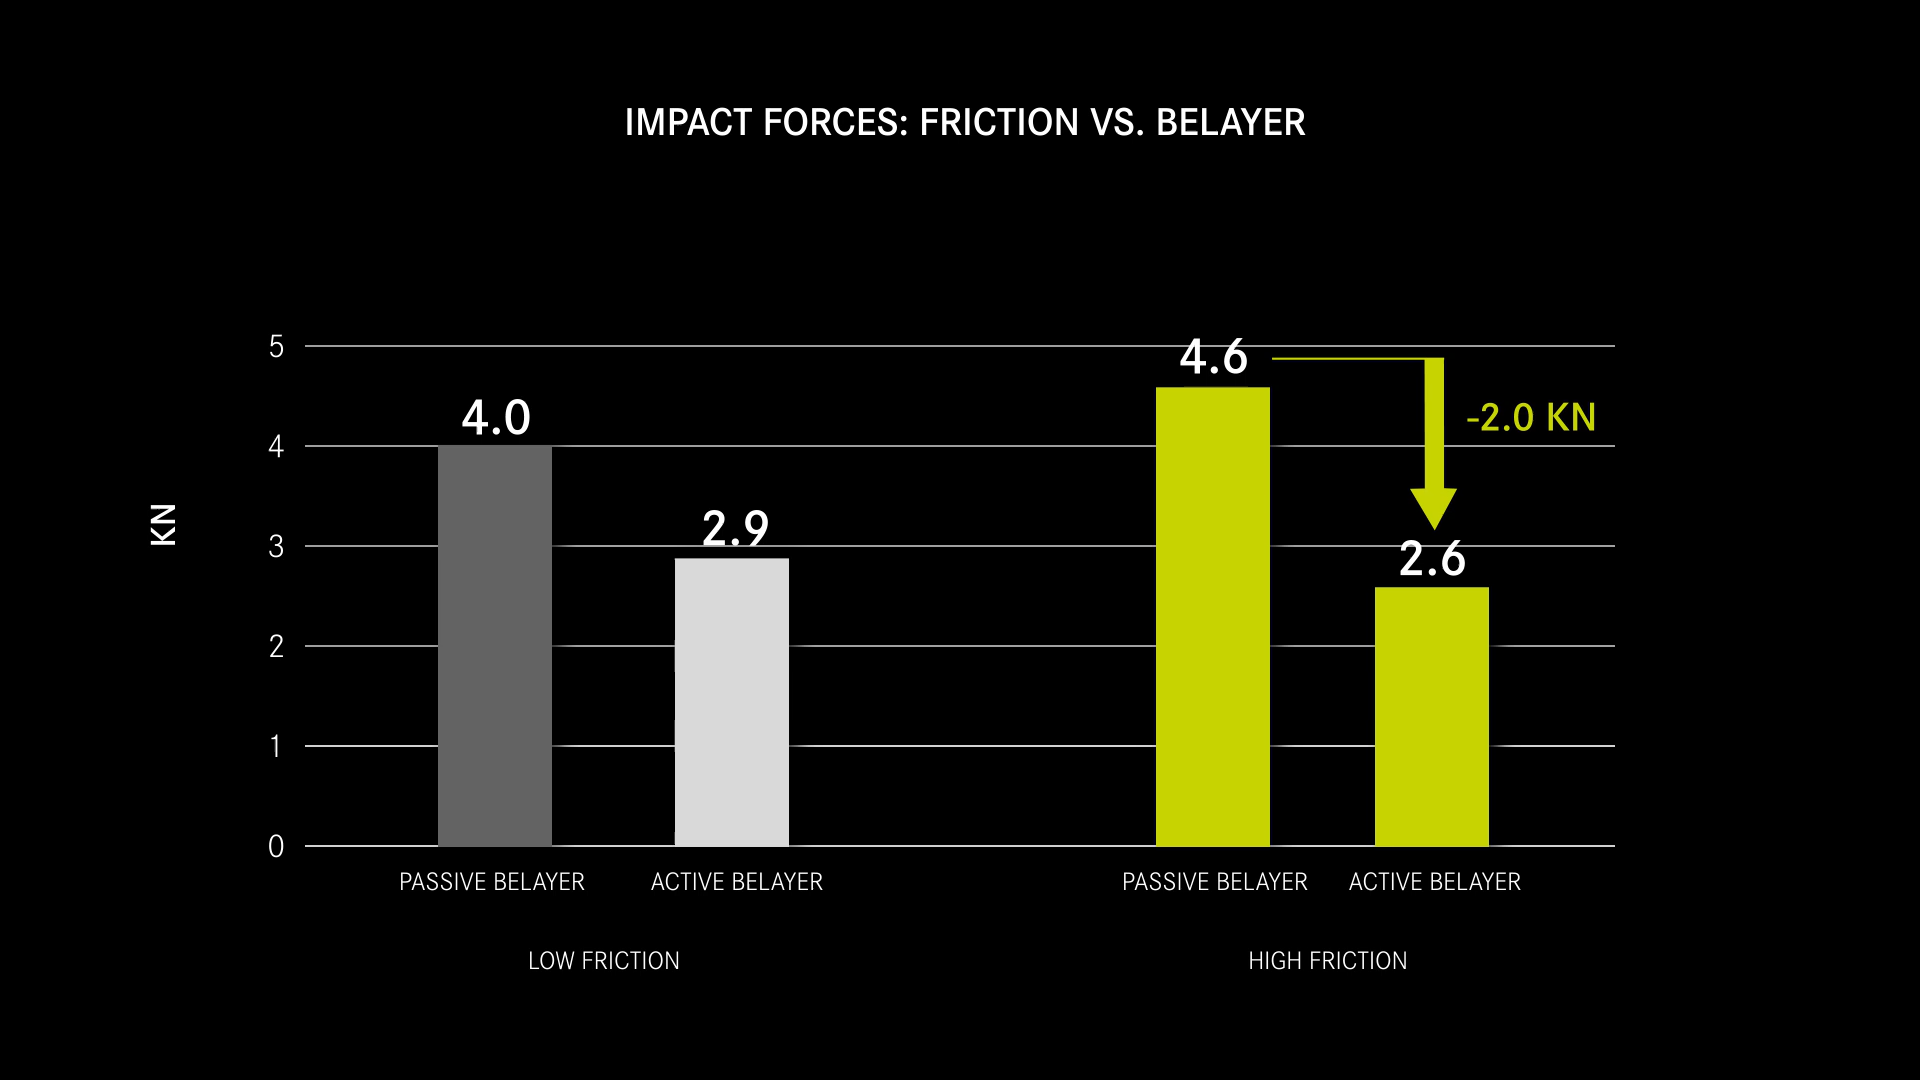 IMPACT FORCES: FRICTION VS. BELAYER
5
4
3
2
1
0
KN
4.0
2.9
4.6
2.6
-2.0 KN
PASSIVE BELAYER
ACTIVE BELAYER
PASSIVE BELAYER
ACTIVE BELAYER
LOW FRICTION
HIGH FRICTION